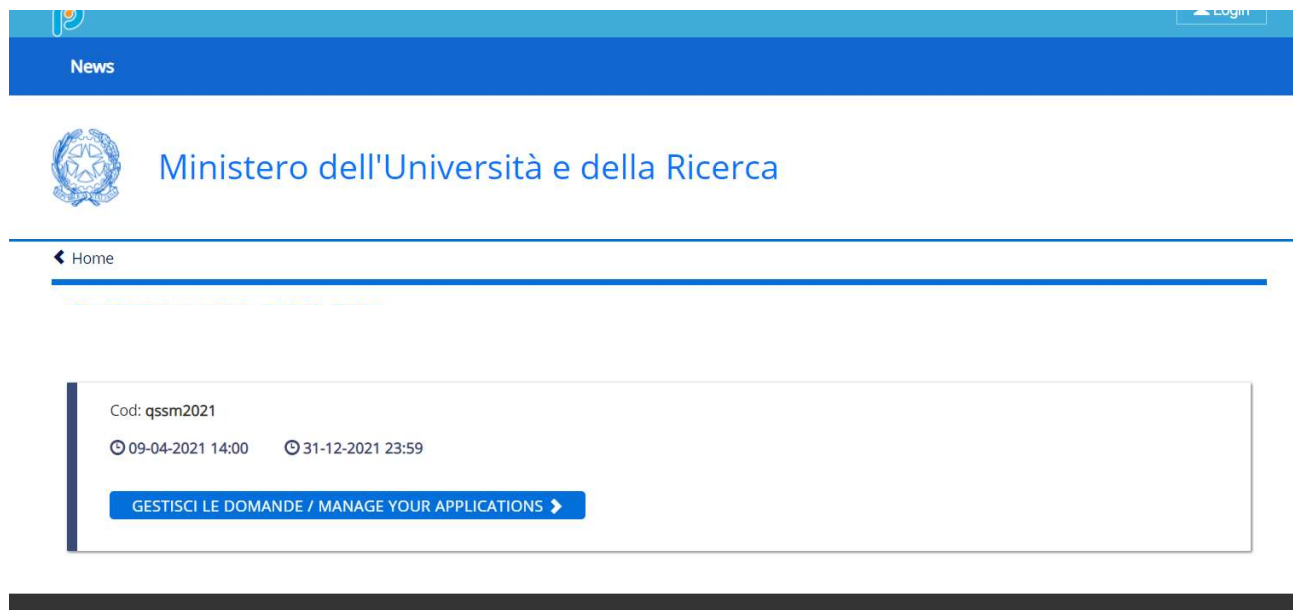 Login
News
Ministero dell'Università e della Ricerca
Home
Cod: qssm2021
09-04-2021 14:00 31-12-2021 23:59
GESTISCI LE DOMANDE / MANAGE YOUR APPLICATIONS